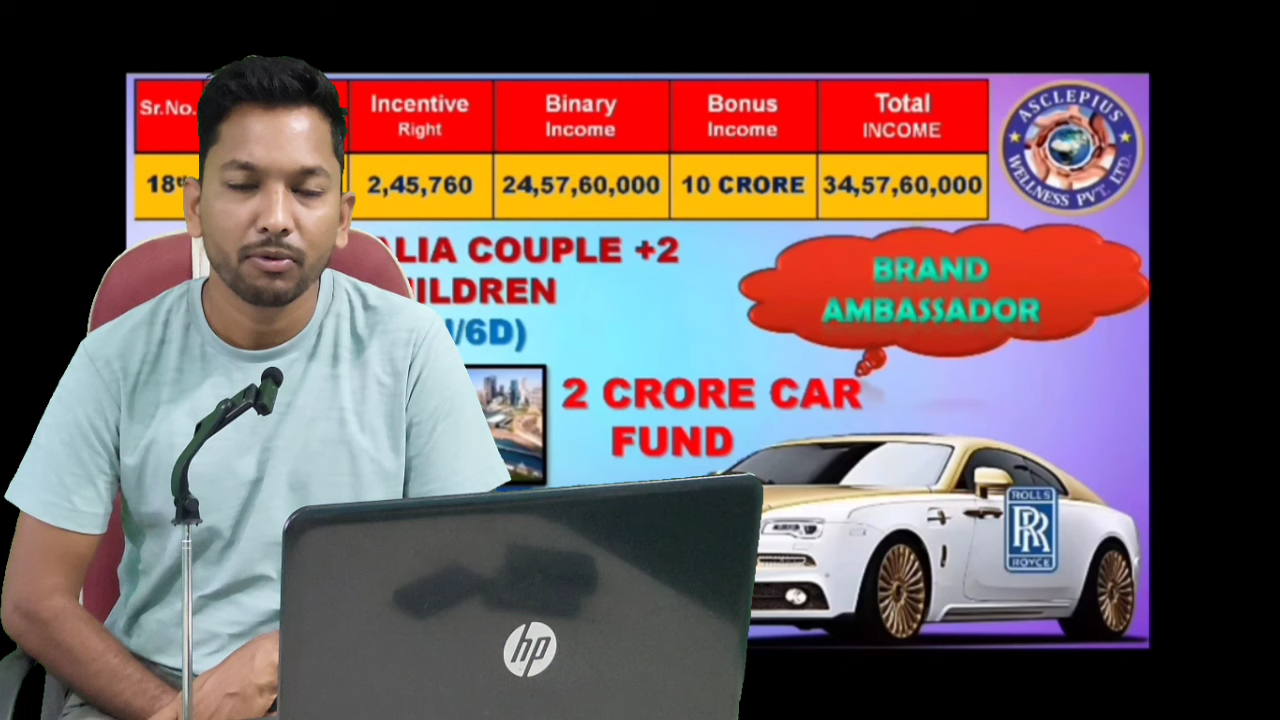 Sr.No.
Incentive
Right
Binary
Income
Bonus
Income
Total
INCOME
18th
2,45,760
24,57,60,000
10 CRORE
34,57,60,000
ASCLEPIUS
WELLNESS PVT. LTD.
COUPLE +2
/6D)
BRAND
AMBASSADOR
2 CRORE CAR
FUND
ROLLS
RR
ROYCE
hp